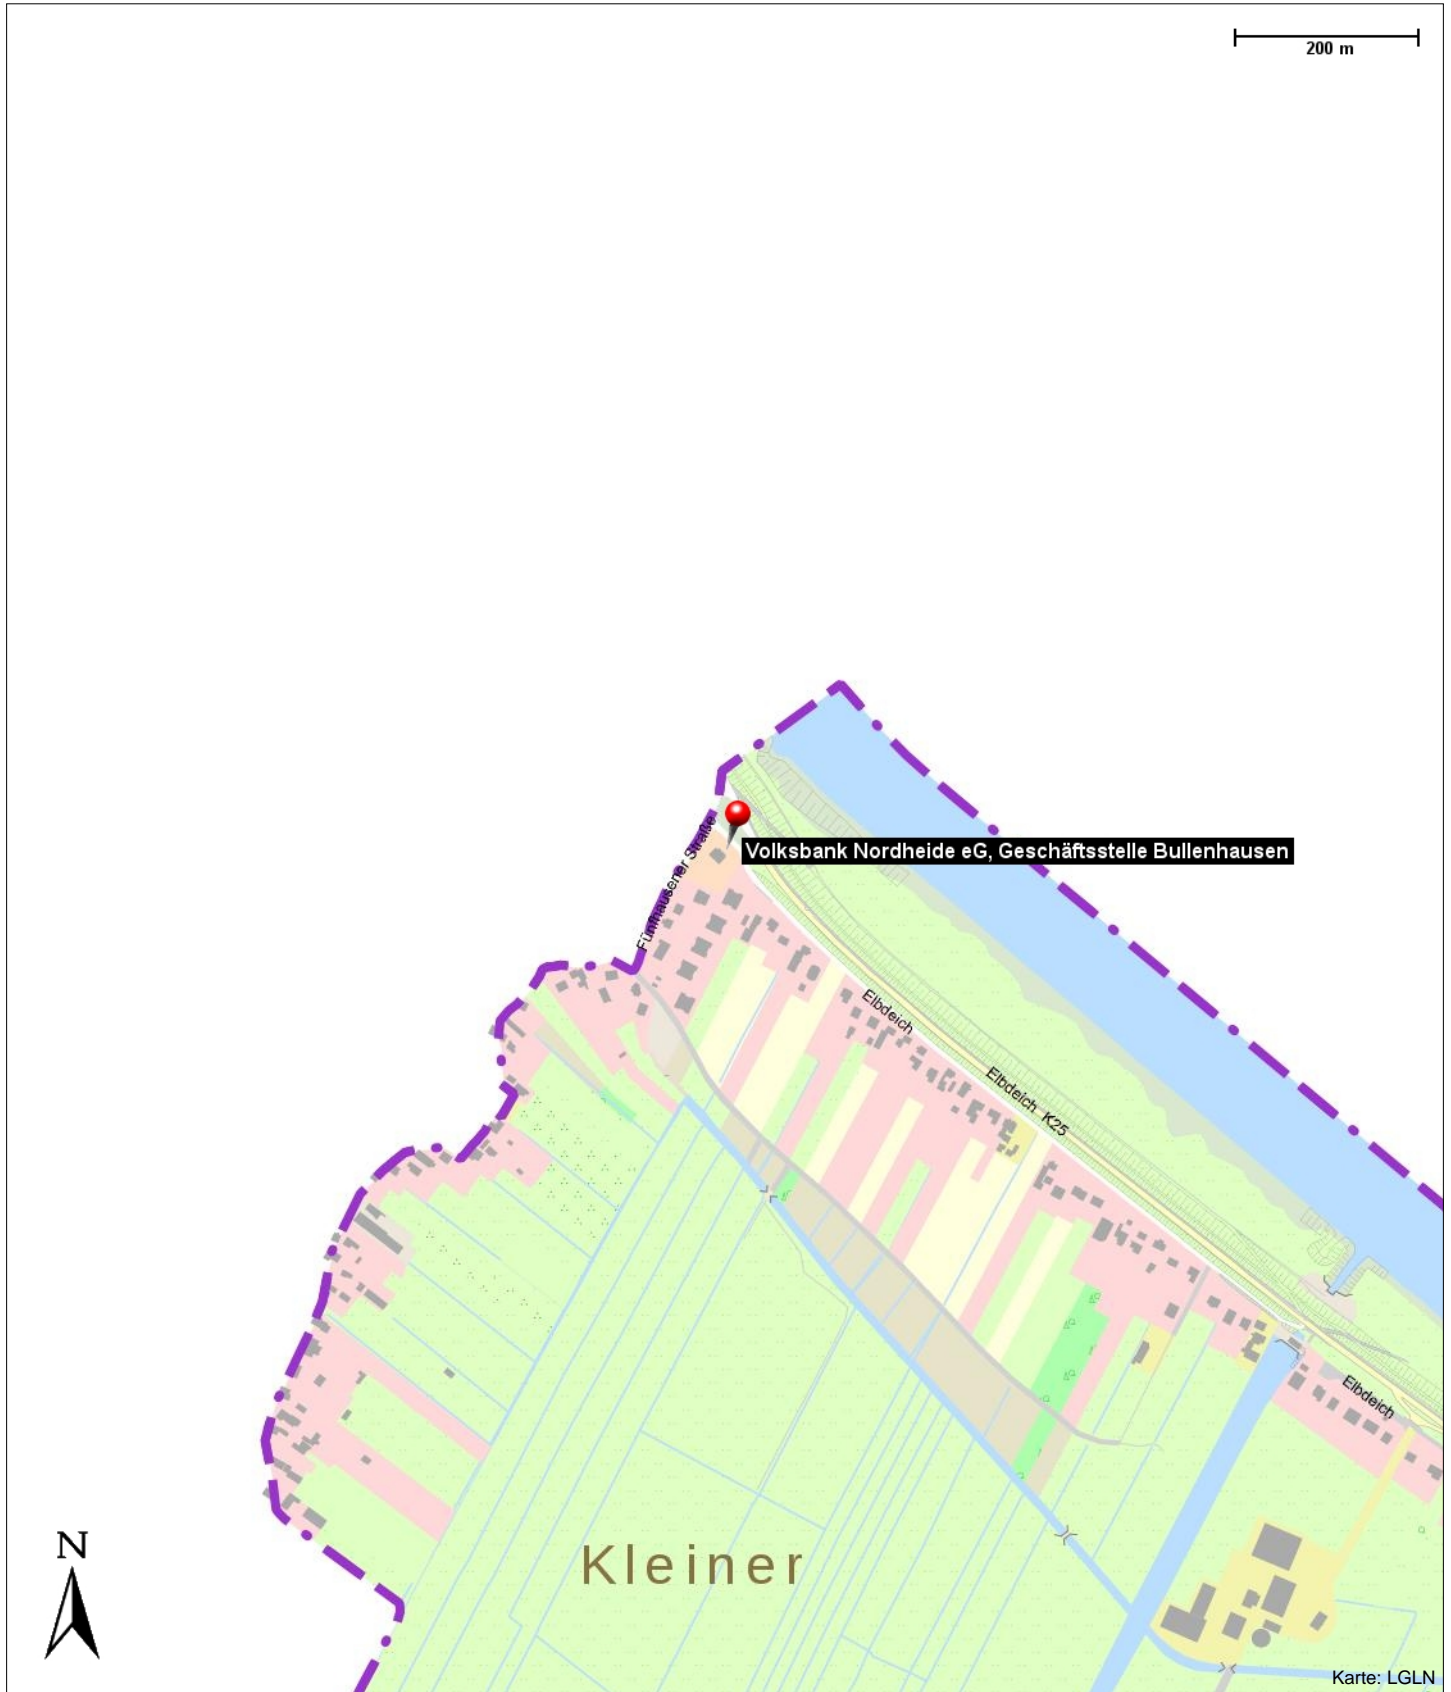 200 m
Fünfhausener Straße
Volksbank Nordheide eG, Geschäftsstelle Bullenhausen
Elbdeich
Elbdeich K25
Elbdeich
Kleiner
N
Karte: LGLN